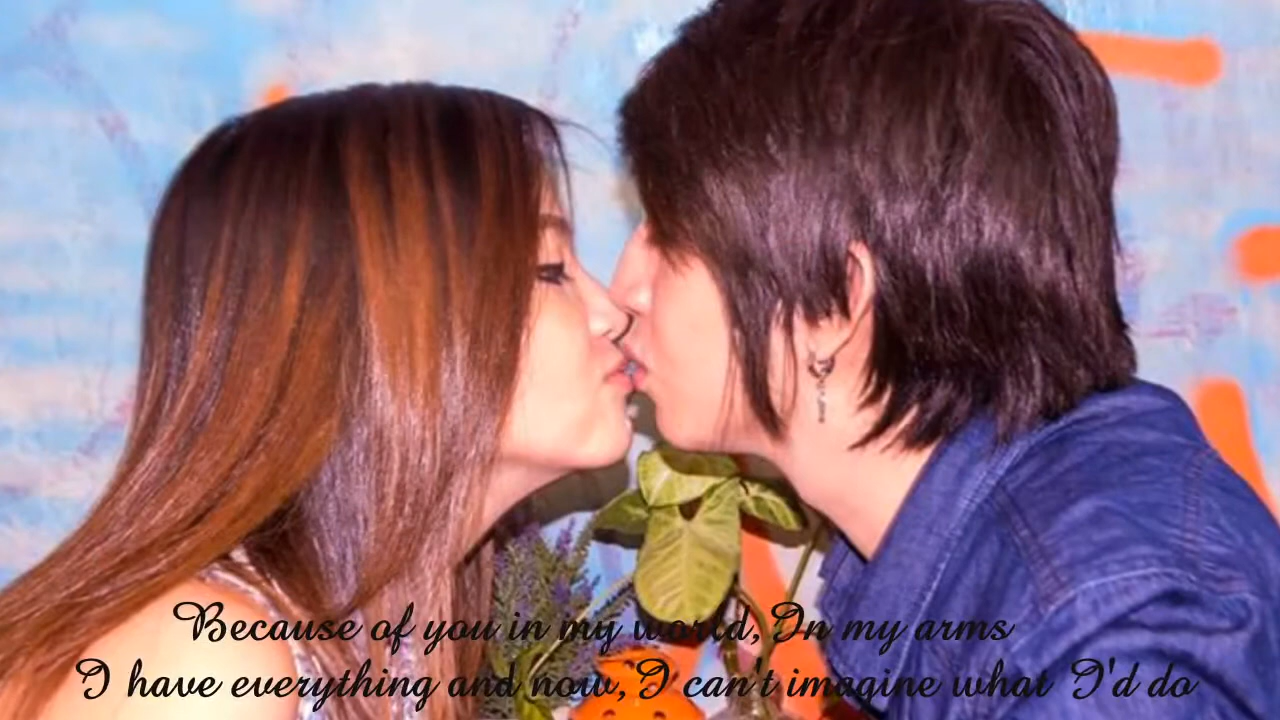 Because of you in my world, In my arms
I have everything and now, I can't imagine what I'd do